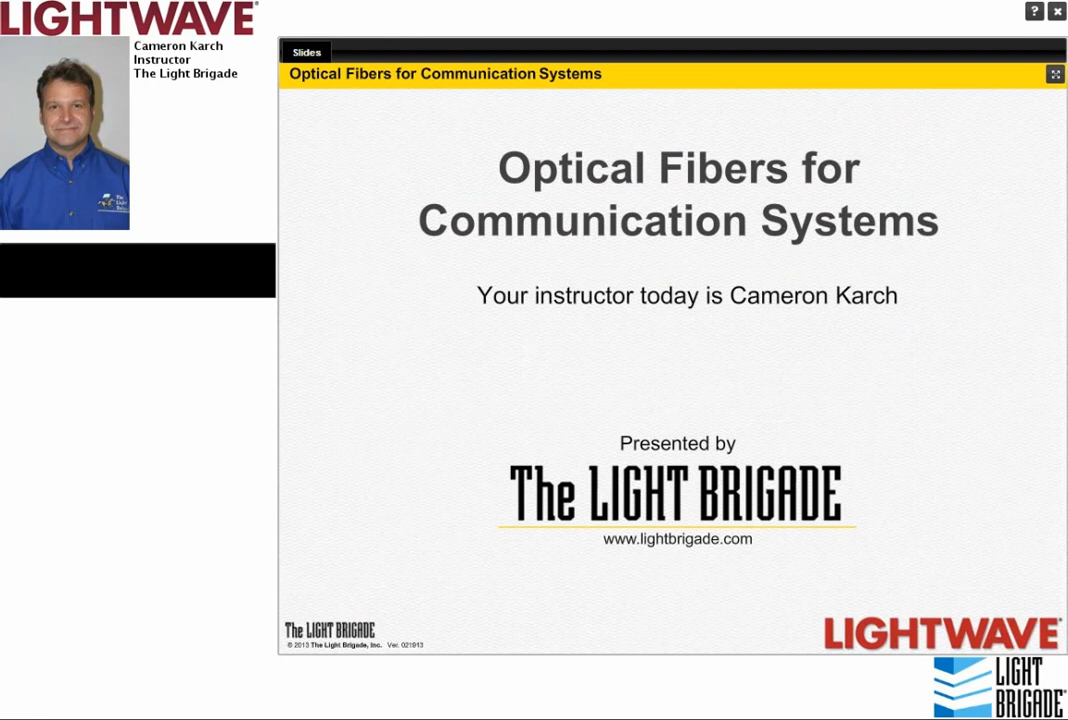 LIGHTWAVE®
Cameron Karch
Instructor
The Light Brigade
? ×
Slides
Optical Fibers for Communication Systems
Optical Fibers for
Communication Systems
Your instructor today is Cameron Karch
Presented by
The LIGHT BRIGADE
www.lightbrigade.com
The LIGHT BRIGADE
© 2013 The Light Brigade, Inc. Ver. 021913
LIGHTWAVE®
LIGHT
BRIGADE®